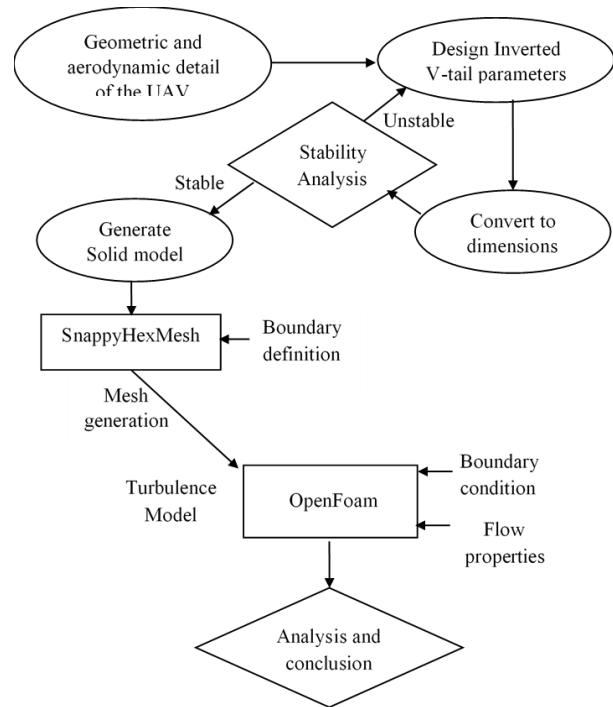 Geometric and
aerodynamic detail
of the UAV
Design Inverted
V-tail parameters
Unstable
Stability
Analysis
Stable
Convert to
dimensions
Generate
Solid model
SnappyHexMesh
Boundary
definition
Mesh
generation
Turbulence
Model
OpenFoam
Boundary
condition
Flow
properties
Analysis and
conclusion